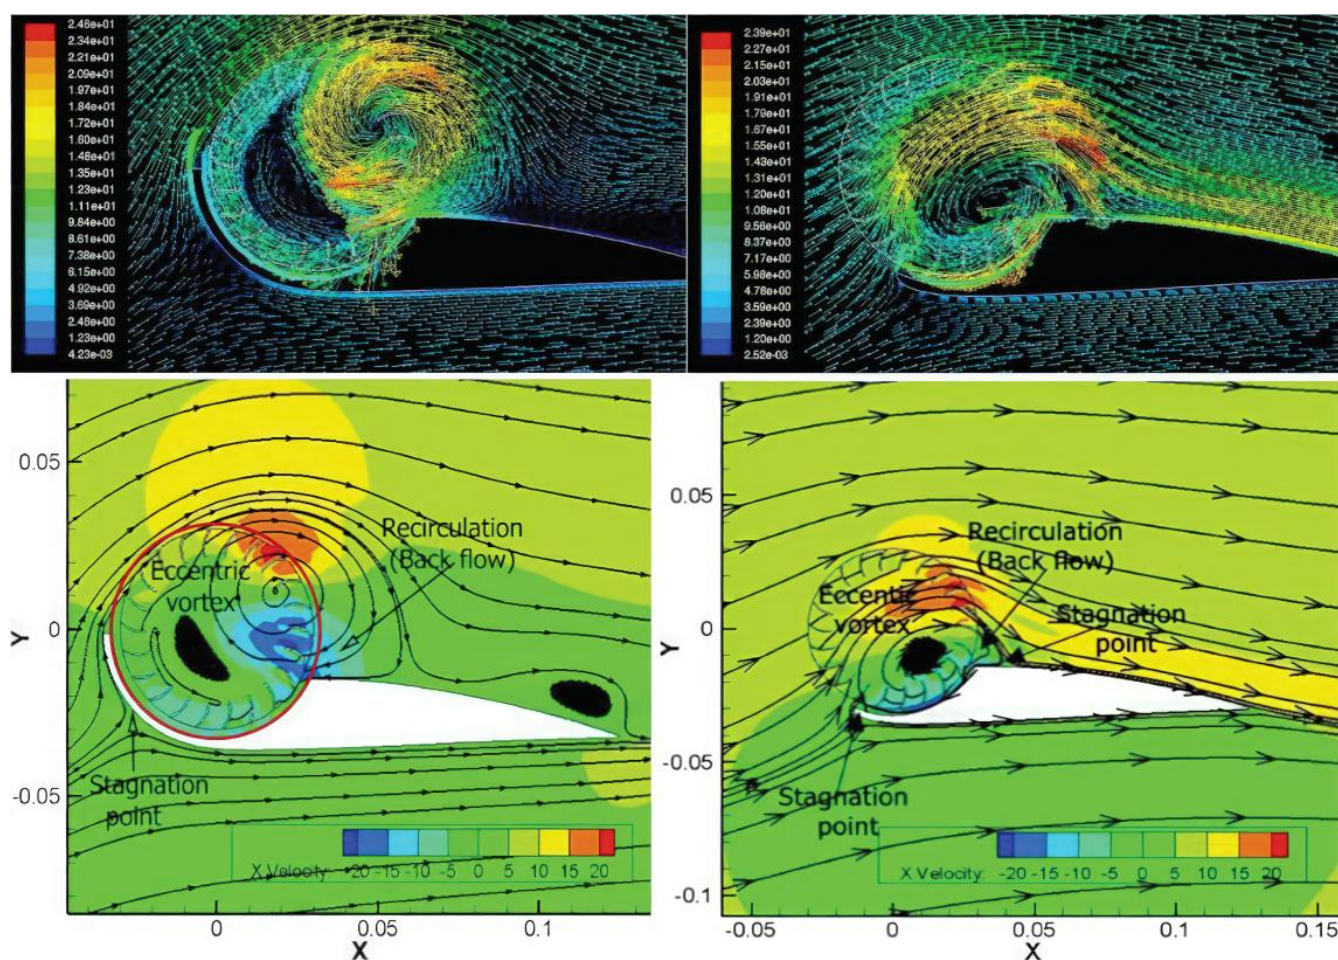 2.46e+01
2.34e+01
2.21e+01
2.09e+01
1.97e+01
1.84e+01
1.72e+01
1.60e+01
1.48e+01
1.35e+01
1.23e+01
1.11e+01
9.84e+00
8.61e+00
7.38e+00
6.15e+00
4.92e+00
3.69e+00
2.46e+00
1.23e+00
4.23e-03
2.39e+01
2.27e+01
2.15e+01
2.03e+01
1.91e+01
1.79e+01
1.67e+01
1.55e+01
1.43e+01
1.31e+01
1.20e+01
1.08e+01
9.56e+00
8.37e+00
7.17e+00
5.98e+00
4.78e+00
3.59e+00
2.39e+00
1.20e+00
2.52e-03
0.05
0
-0.05
Y
Recirculation
(Back flow)
Eccentric
vortex
Stagnation
point
X Velocity: -20 -15 -10 -5 0 5 10 15 20
0 0.05 0.1
X
0.05
0
-0.05
-0.1
Y
Recirculation
(Back flow)
Eccentic
vortex
Stagnation
point
Stagnation
point
X Velocity: -20 -15 -10 -5 0 5 10 15 20
-0.05 0 0.05 0.1 0.15
X